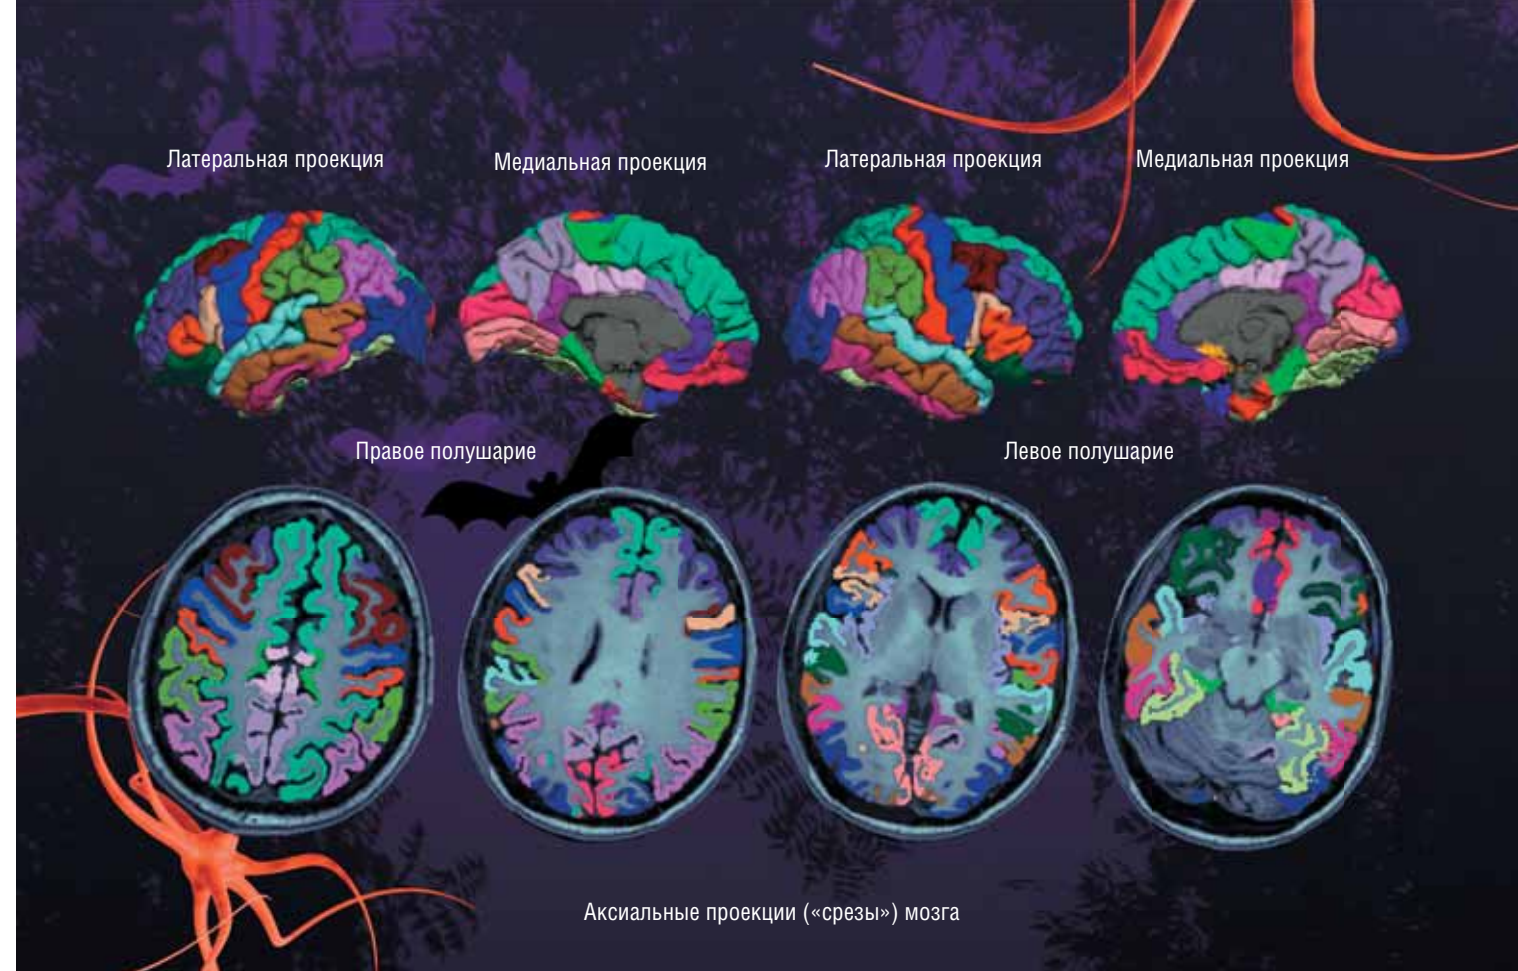 Латеральная проекция
Медиальная проекция
Латеральная проекция
Медиальная проекция
Правое полушарие
Левое полушарие
Аксиальные проекции («срезы») мозга